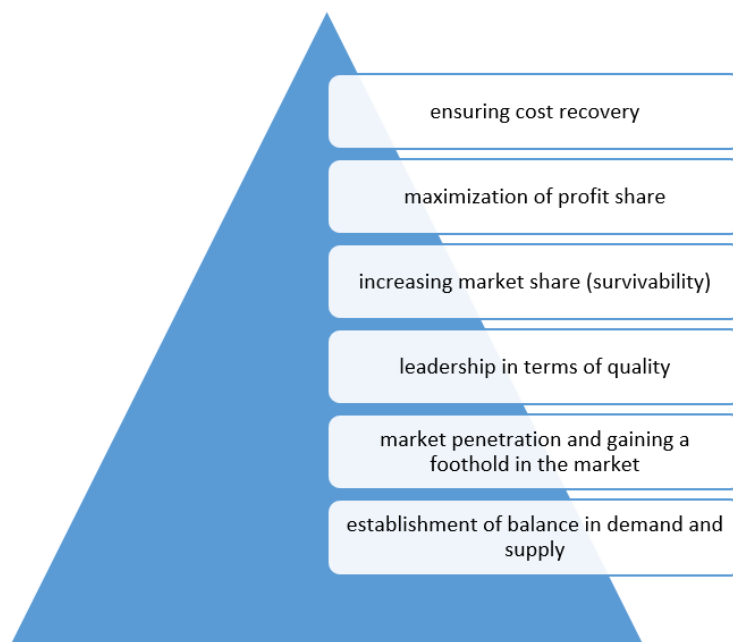 ensuring cost recovery
maximization of profit share
increasing market share (survivability)
leadership in terms of quality
market penetration and gaining a
foothold in the market
establishment of balance in demand and
supply